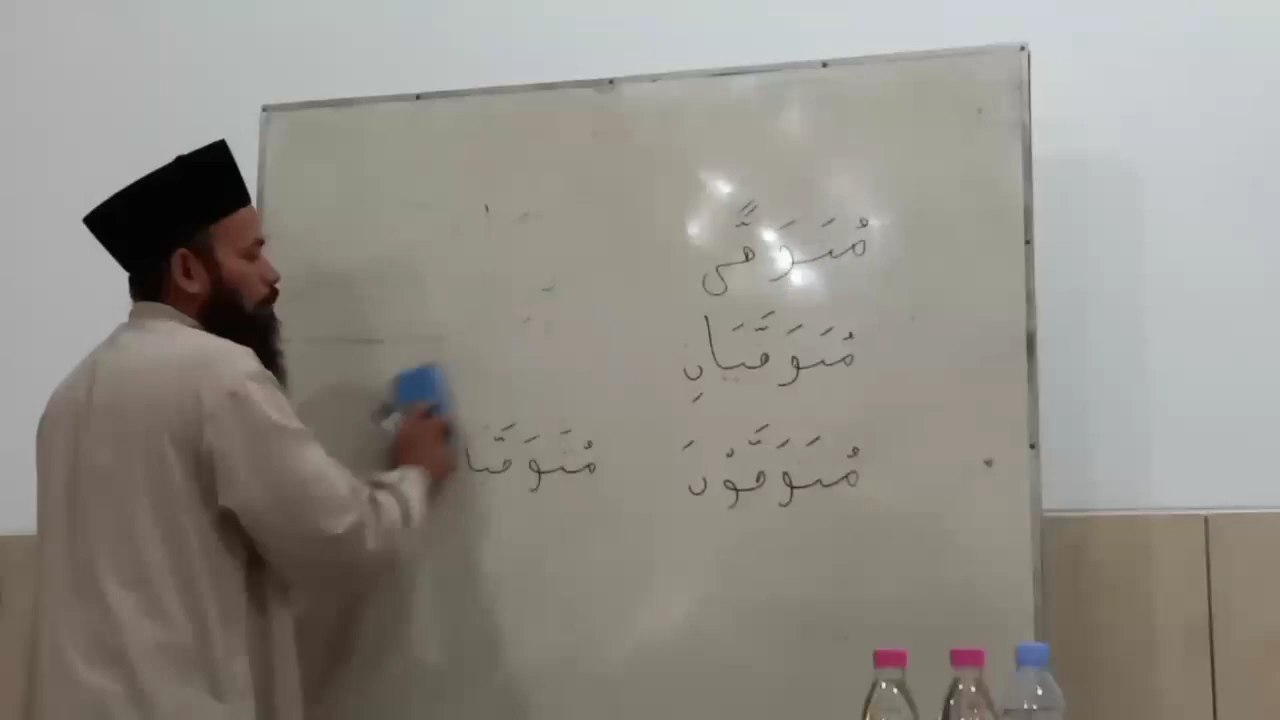 مُتَوَفًّى
مُتَوَفَّيَانِ
مُتَوَفَّوْنَ مُتَوَفَّيَا